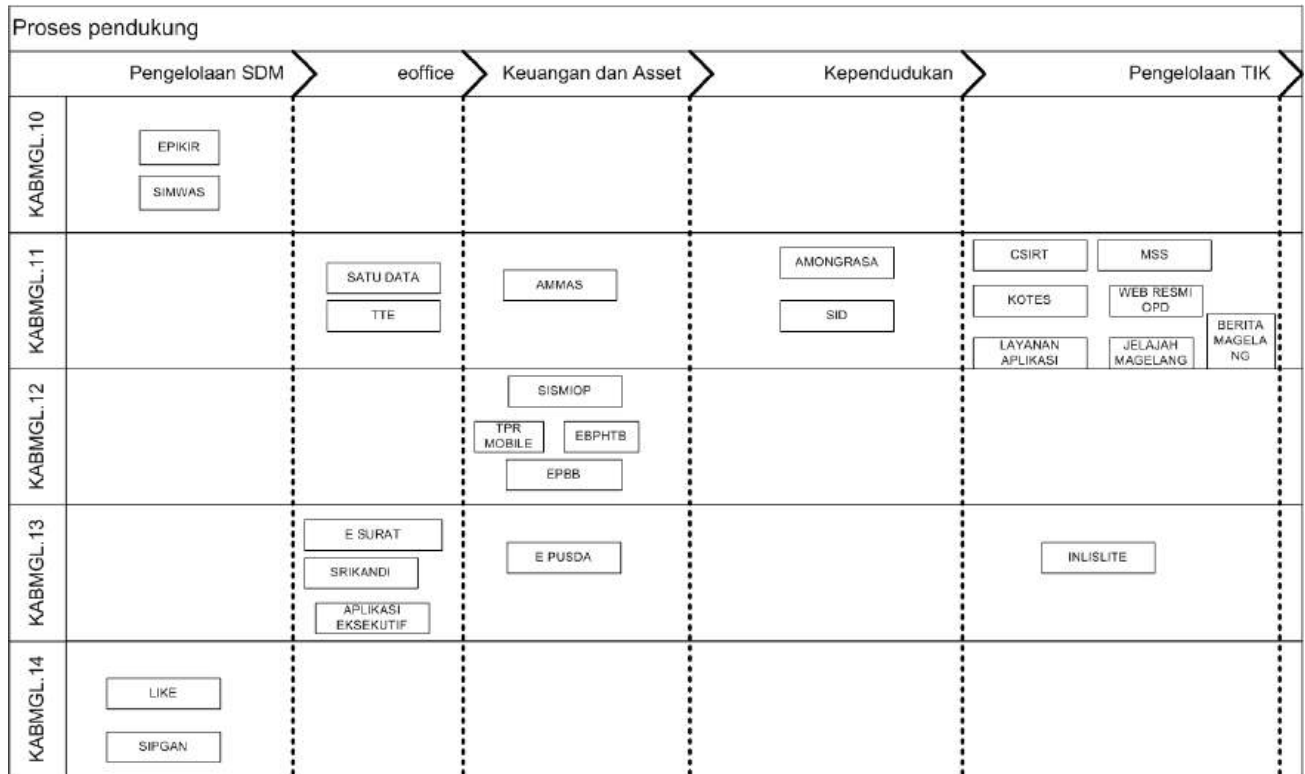 Proses pendukung
Pengelolaan SDM
eoffice
Keuangan dan Asset
Kependudukan
Pengelolaan TIK
KABMGL.10
EPIKIR
SIMWAS
KABMGL.11
SATU DATA
TTE
AMMAS
AMONGRASA
SID
CSIRT
MSS
KOTES
WEB RESMI
OPD
LAYANAN
APLIKASI
JELAJAH
MAGELANG
BERITA
MAGELA
NG
KABMGL.12
SISMIOP
TPR
MOBILE
EBPHTB
EPBB
KABMGL.13
E SURAT
SRIKANDI
APLIKASI
EKSEKUTIF
E PUSDA
INLISLITE
KABMGL.14
LIKE
SIPGAN